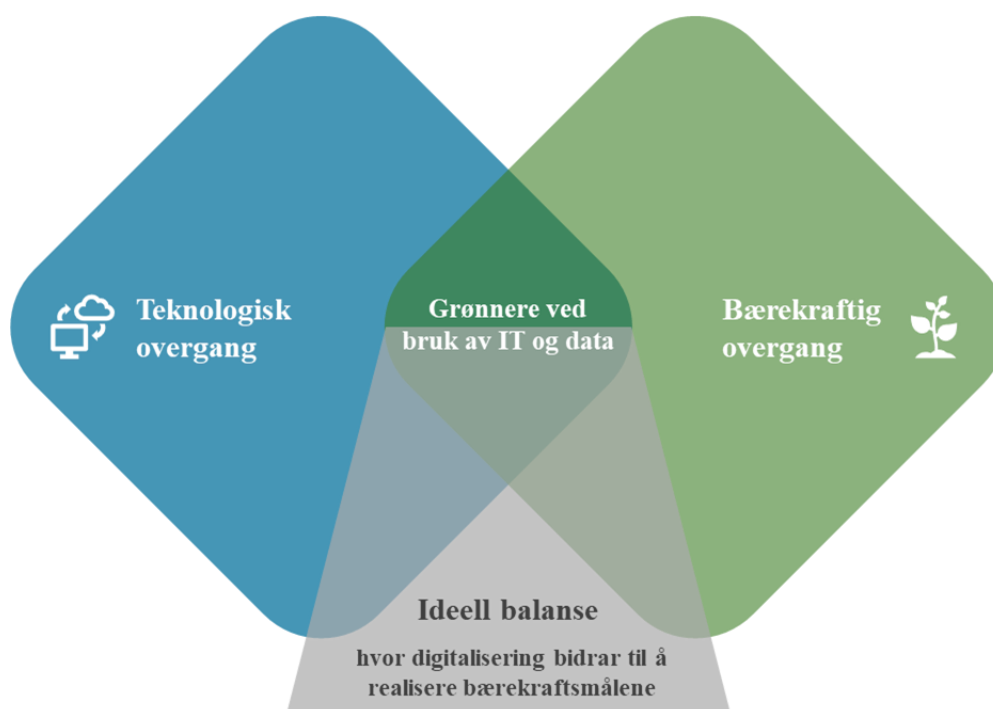 Teknologisk
overgang
Grønnere ved
bruk av IT og data
Bærekraftig
overgang
Ideell balanse
hvor digitalisering bidrar til å
realisere bærekraftsmålene